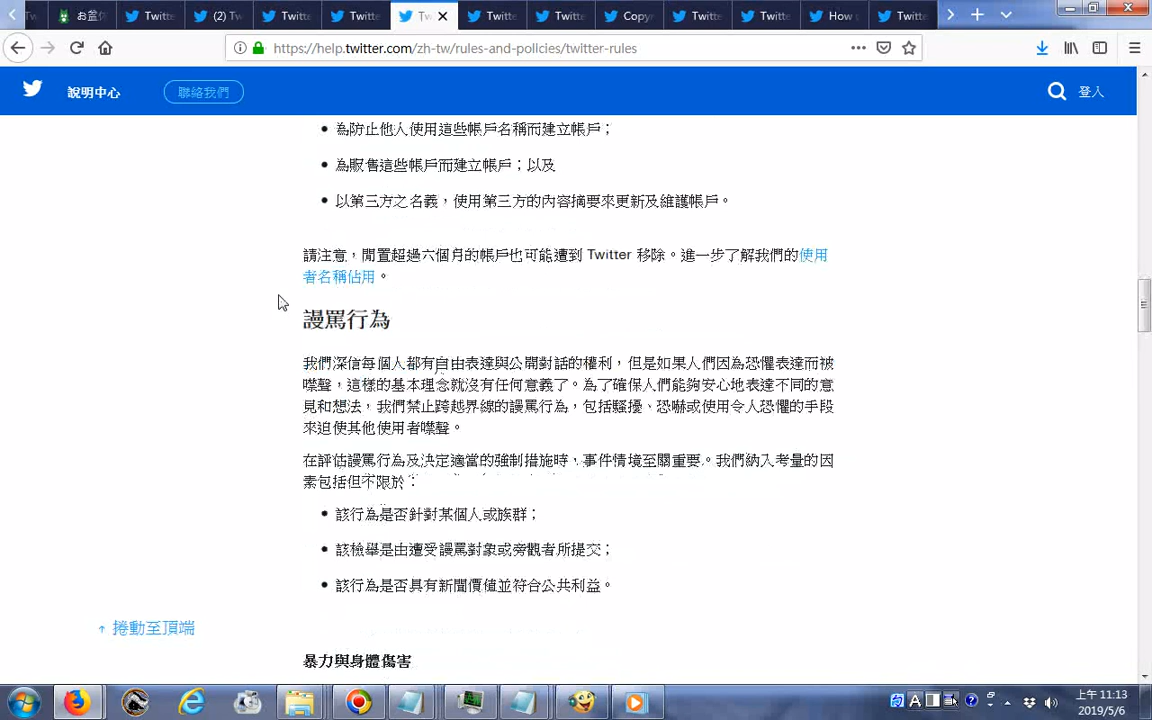 お盆休
Twitte
(2) Tw
Twitte
Twitte
Tw
Twitte
Twitte
Copy
Twitte
Twitte
How
Twitte
https://help.twitter.com/zh-tw/rules-and-policies/twitter-rules
說明中心
聯絡我們
登入
為防止他人使用這些帳戶名稱而建立帳戶；
為販售這些帳戶而建立帳戶；以及
以第三方之名義，使用第三方的內容摘要來更新及維護帳戶。
請注意，閒置超過六個月的帳戶也可能遭到 Twitter 移除。進一步了解我們的使用
者名稱佔用。
謾罵行為
我們深信每個人都有自由表達與公開對話的權利，但是如果人們因為恐懼表達而被
噤聲，這樣的基本理念就沒有任何意義了。為了確保人們能夠安心地表達不同的意
見和想法，我們禁止跨越界線的謾罵行為，包括騷擾、恐嚇或使用令人恐懼的手段
來迫使其他使用者噤聲。
在評估謾罵行為及決定適當的強制措施時，事件情境至關重要。我們納入考量的因
素包括但不限於：
該行為是否針對某個人或族群；
該檢舉是由遭受謾罵對象或旁觀者所提交；
該行為是否具有新聞價值並符合公共利益。
↑ 捲動至頂端
暴力與身體傷害
上午 11:13
2019/5/6